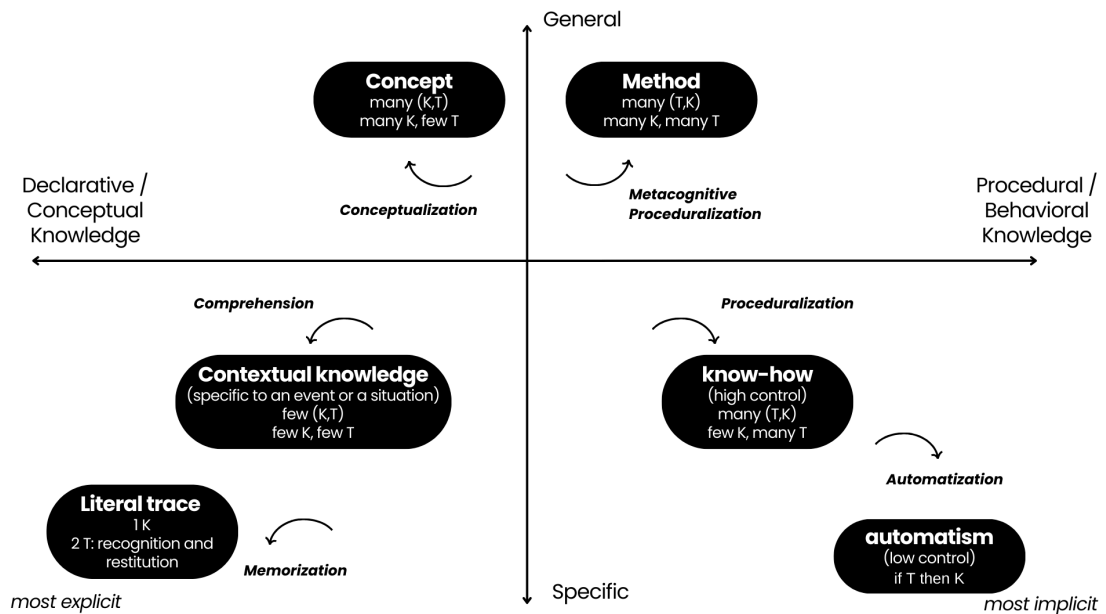 General
Concept
many (K,T)
many K, few T
Method
many (T,K)
many K, many T
Declarative /
Conceptual
Knowledge
Procedural /
Behavioral
Knowledge
Conceptualization
Metacognitive
Proceduralization
Comprehension
Proceduralization
Contextual knowledge
(specific to an event or a situation)
few (K,T)
few K, few T
know-how
(high control)
many (T,K)
few K, many T
Automatization
Literal trace
1 K
2 T: recognition and
restitution
Memorization
automatism
(low control)
if T then K
most explicit
Specific
most implicit